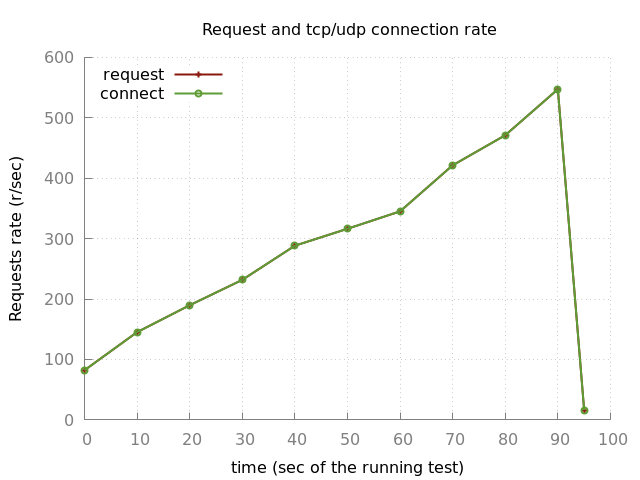 Request and tcp/udp connection rate
request
connect
Requests rate (r/sec)
600
500
400
300
200
100
0
0 10 20 30 40 50 60 70 80 90 100
time (sec of the running test)